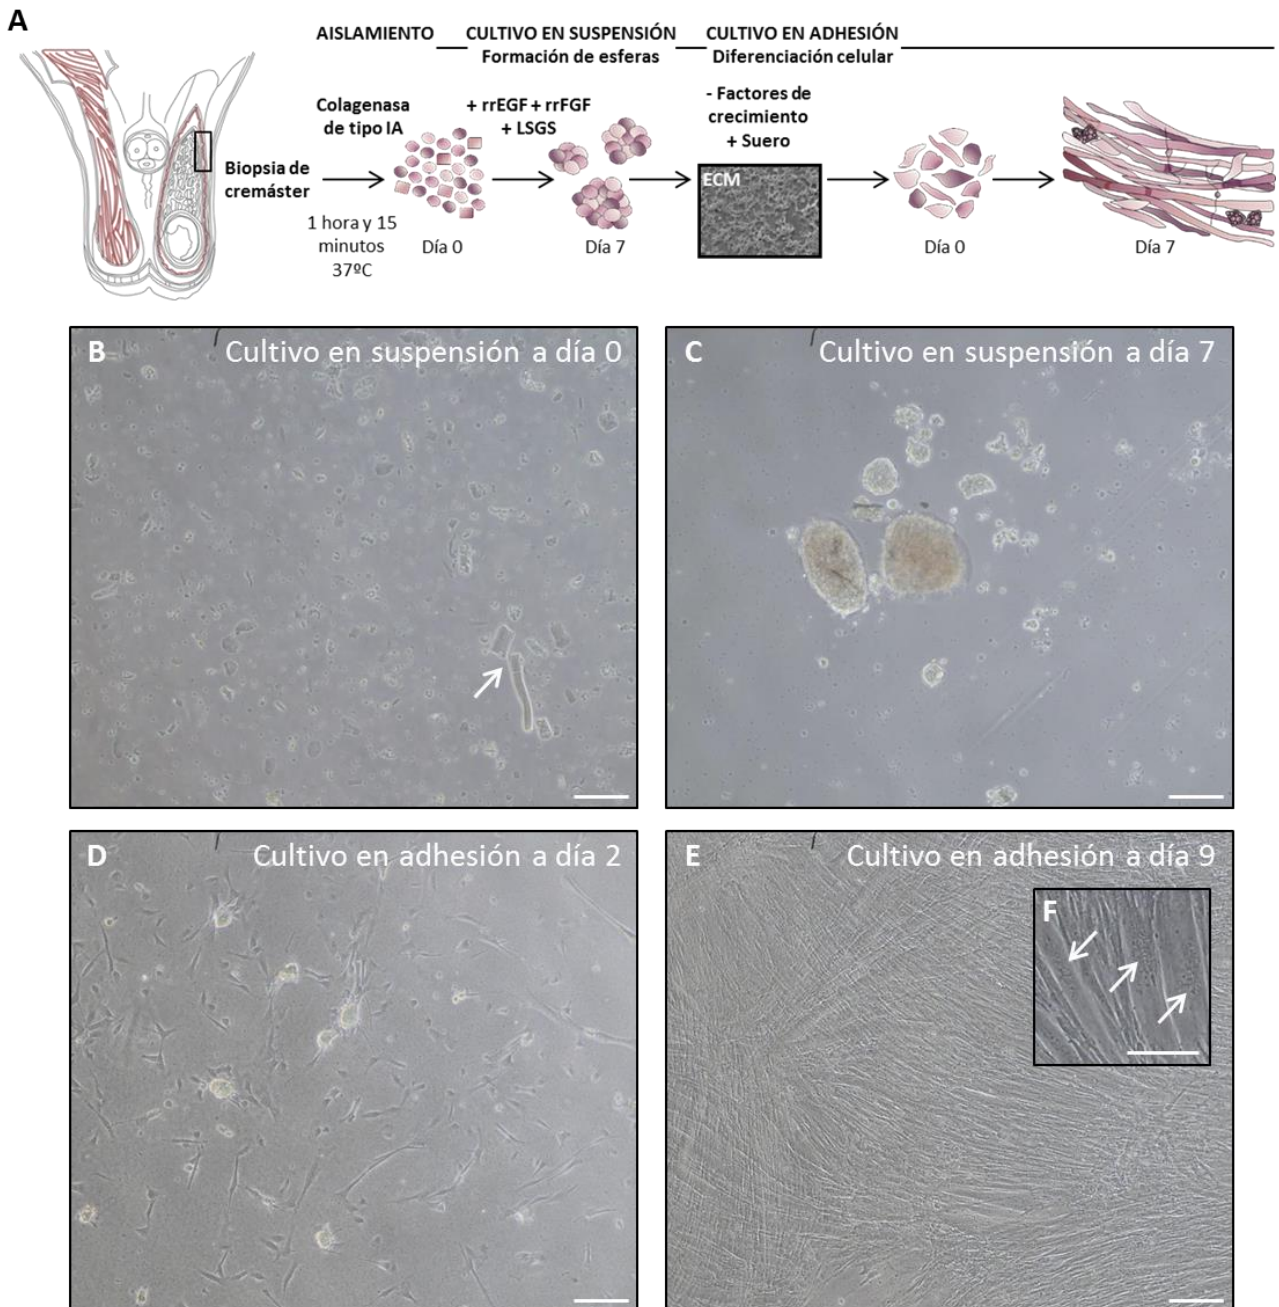 A
AISLAMIENTO
CULTIVO EN SUSPENSIÓN
Formación de esferas
CULTIVO EN ADHESIÓN
Diferenciación celular
Biopsia de
cremáster
Colagenasa
de tipo IA
1 hora y 15
minutos
37ºC
Día 0
+ rrEGF + rrFGF
+ LSGS
Día 7
- Factores de
crecimiento
+ Suero
ECM
Día 0
Día 7
B
Cultivo en suspensión a día 0
C
Cultivo en suspensión a día 7
D
Cultivo en adhesión a día 2
E
Cultivo en adhesión a día 9
F